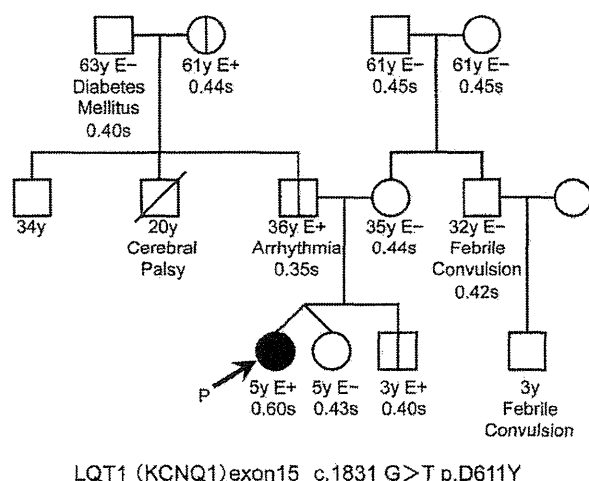 63y E− 61y E+ 61y E− 61y E−
Diabetes 0.44s 0.45s 0.45s
Mellitus
0.40s
34y 20y 36y E+ 35y E− 32y E−
Cerebral Arrhythmia 0.44s Febrile
Palsy 0.35s Convulsion
0.42s
P
5y E+ 5y E− 3y E+ 3y
0.60s 0.43s 0.40s Febrile
Convulsion
LQT1 (KCNQ1) exon15 c.1831 G>T p.D611Y